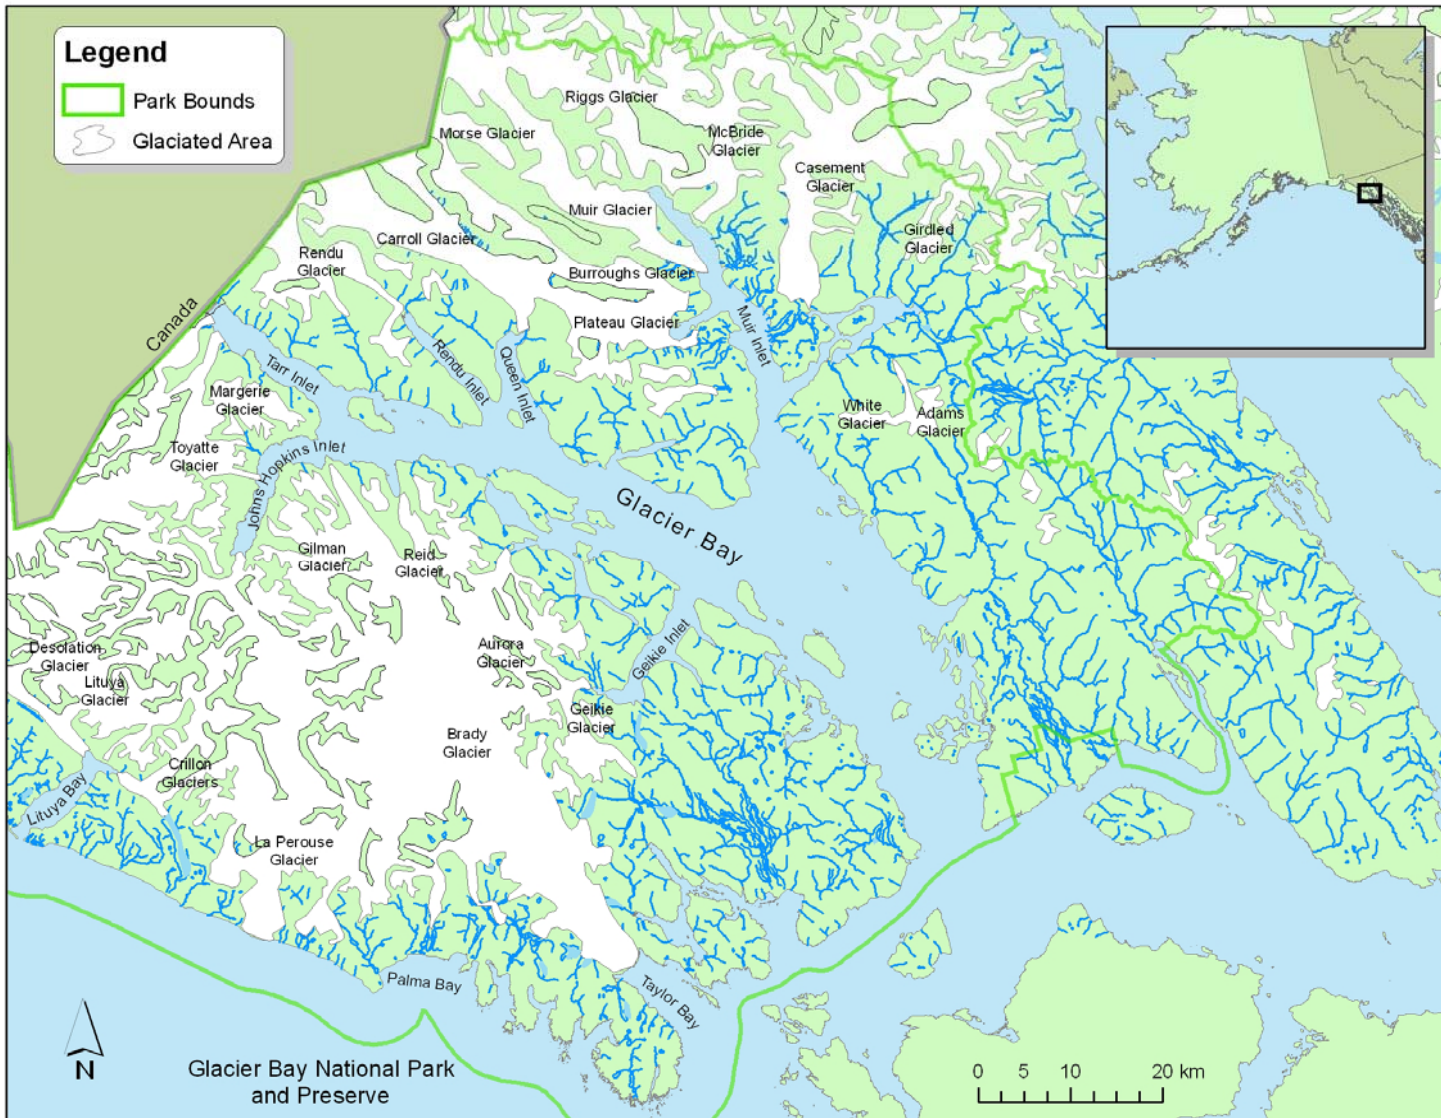 Legend
Park Bounds
Glaciated Area
Riggs Glacier
Morse Glacier
McBride
Glacier
Casement
Glacier
Muir Glacier
Carroll Glacier
Girdled
Glacier
Rendu
Glacier
Burroughs Glacier
Canada
Plateau Glacier
Muir Inlet
Tarr Inlet
Rendu Inlet
Queen Inlet
Margerie
Glacier
White
Glacier
Adams
Glacier
Toyatte
Glacier
Johns Hopkins Inlet
Glacier Bay
Gilman
Glacier
Reid
Glacier
Desolation
Glacier
Lituya
Glacier
Aurora
Glacier
Geikie Inlet
Geikie
Glacier
Brady
Glacier
Crillon
Glaciers
Lituya Bay
La Perouse
Glacier
Palma Bay
Taylor Bay
N
Glacier Bay National Park
and Preserve
0 5 10 20 km